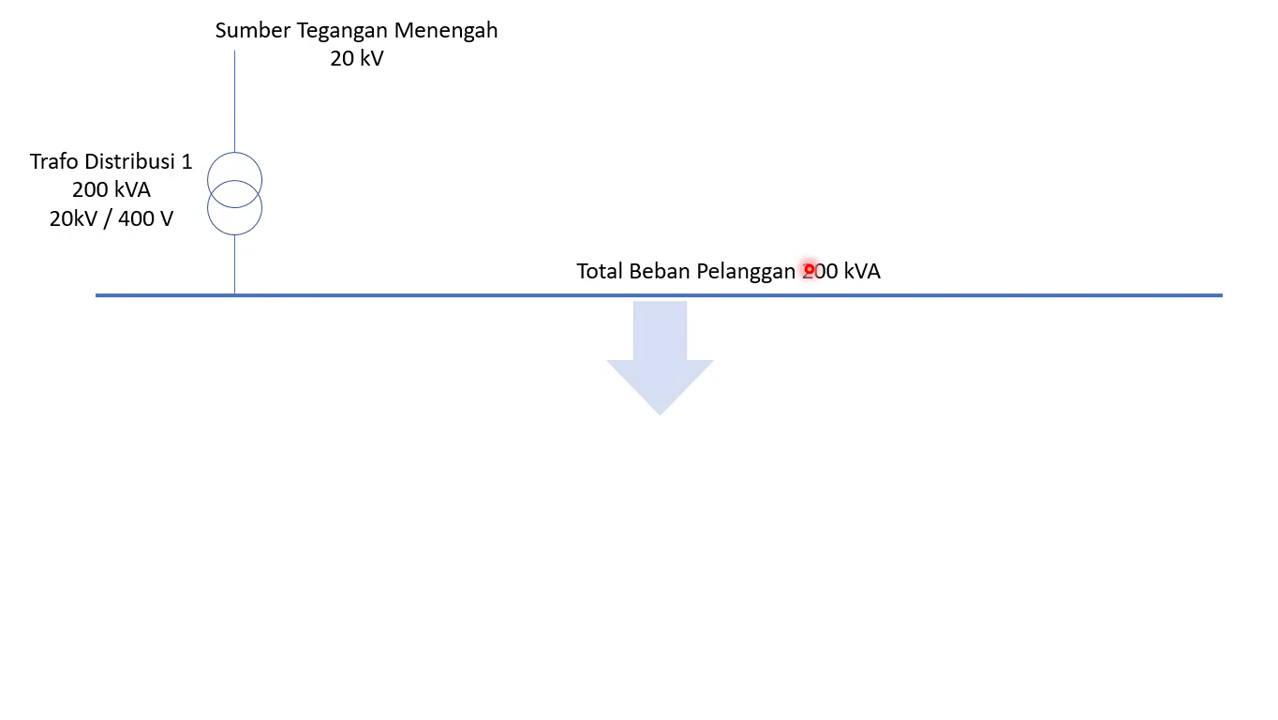 Sumber Tegangan Menengah
20 kV
Trafo Distribusi 1
200 kVA
20kV / 400 V
Total Beban Pelanggan 200 kVA